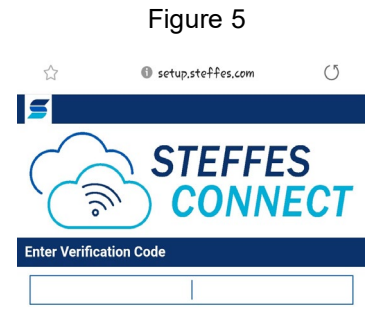 Figure 5
setup.steffes.com
STEFFES
CONNECT
Enter Verification Code